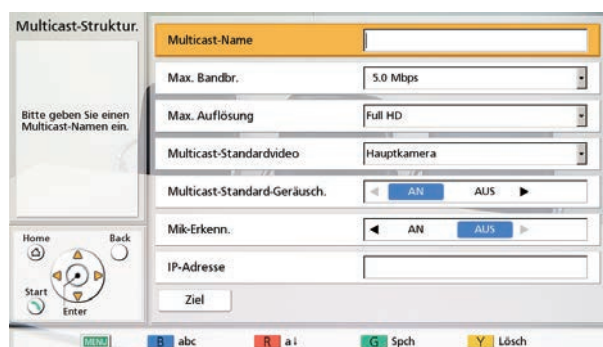 Multicast-Struktur.
Bitte geben Sie einen
Multicast-Namen ein.
Home
Back
Start
Enter
Multicast-Name
Max. Bandbr.
5.0 Mbps
Max. Auflösung
Full HD
Multicast-Standardvideo
Hauptkamera
Multicast-Standard-Geräusch.
AN AUS
Mik-Erkenn.
AN AUS
IP-Adresse
Ziel
MENU B abc R a↓ G Spch Y Lösch